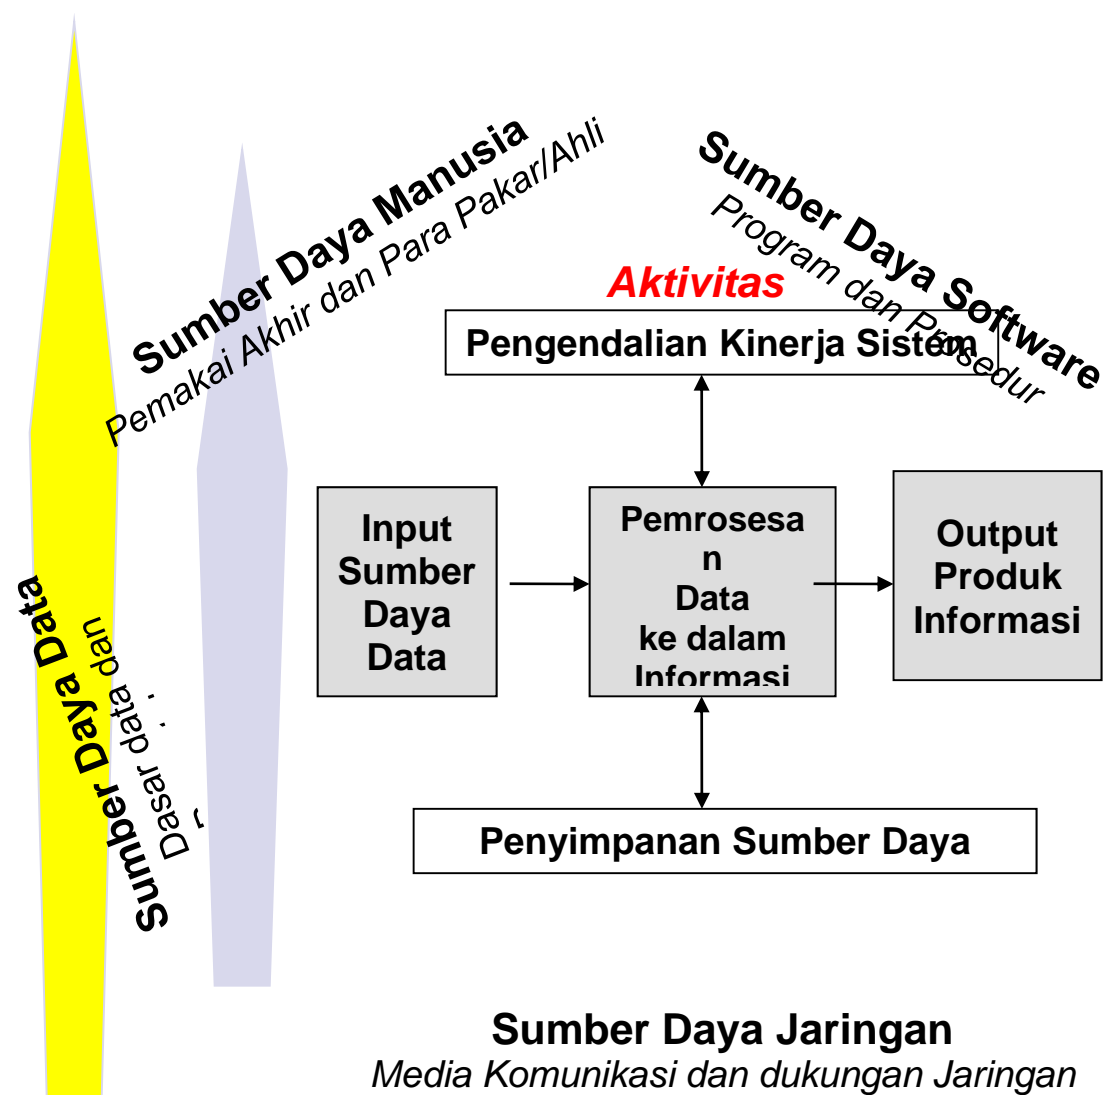 Sumber Daya Manusia
Pemakai Akhir dan Para Pakar/Ahli
Sumber Daya Software
Program dan Prosedur
Aktivitas
Pengendalian Kinerja Sistem
Input
Sumber
Daya
Data
Pemrosesa
n
Data
ke dalam
Informasi
Output
Produk
Informasi
Sumber Daya Data
Dasar data dan
Penyimpanan Sumber Daya
Sumber Daya Jaringan
Media Komunikasi dan dukungan Jaringan